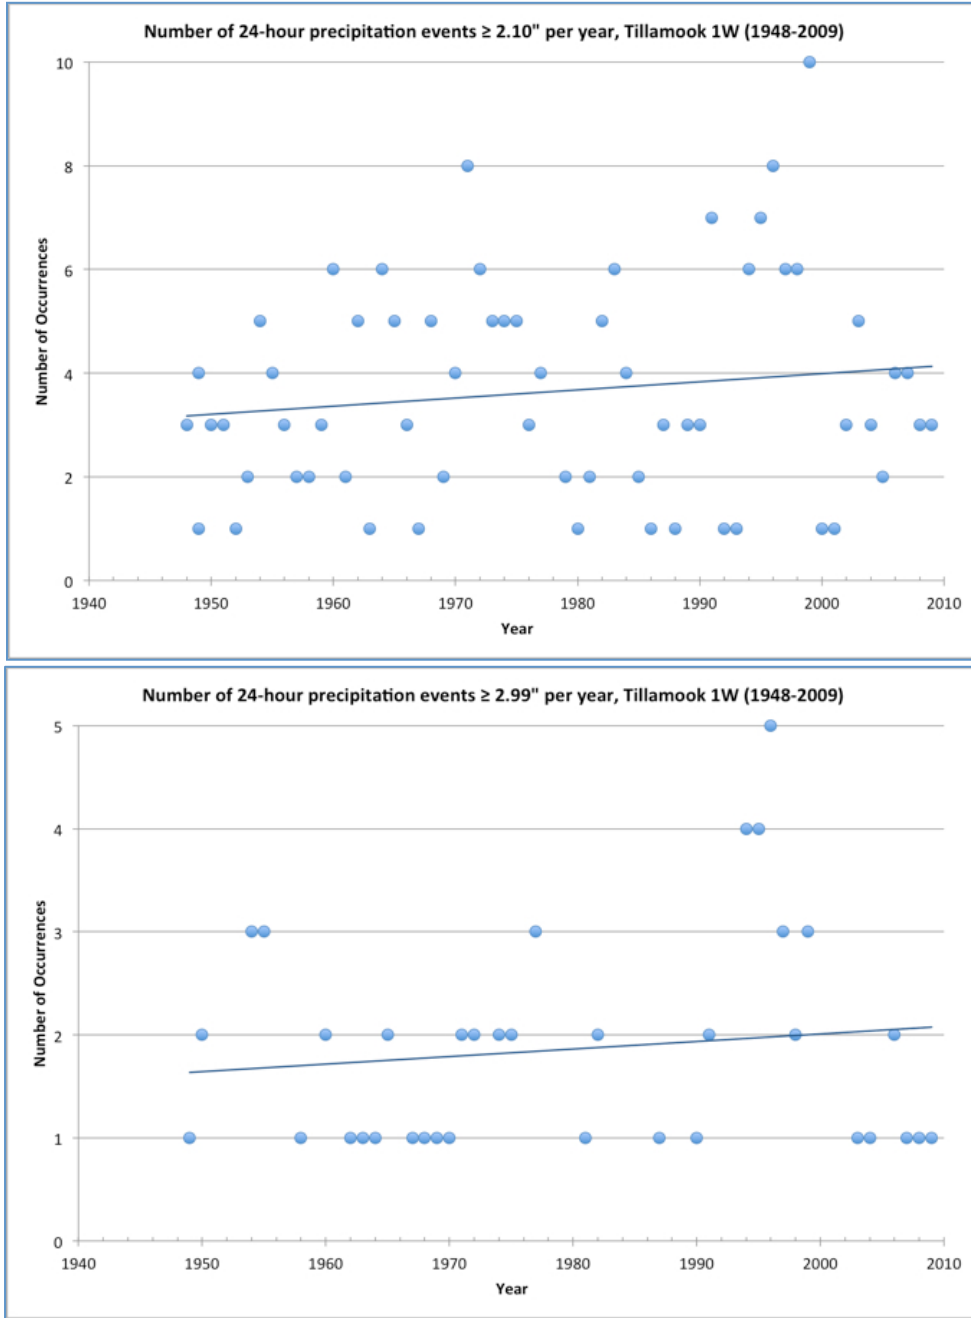 Number of 24-hour precipitation events ≥ 2.10" per year, Tillamook 1W (1948-2009)
10
8
6
4
2
0
Number of Occurrences
1940 1950 1960 1970 1980 1990 2000 2010
Year
Number of 24-hour precipitation events ≥ 2.99" per year, Tillamook 1W (1948-2009)
5
4
3
2
1
0
Number of Occurrences
1940 1950 1960 1970 1980 1990 2000 2010
Year